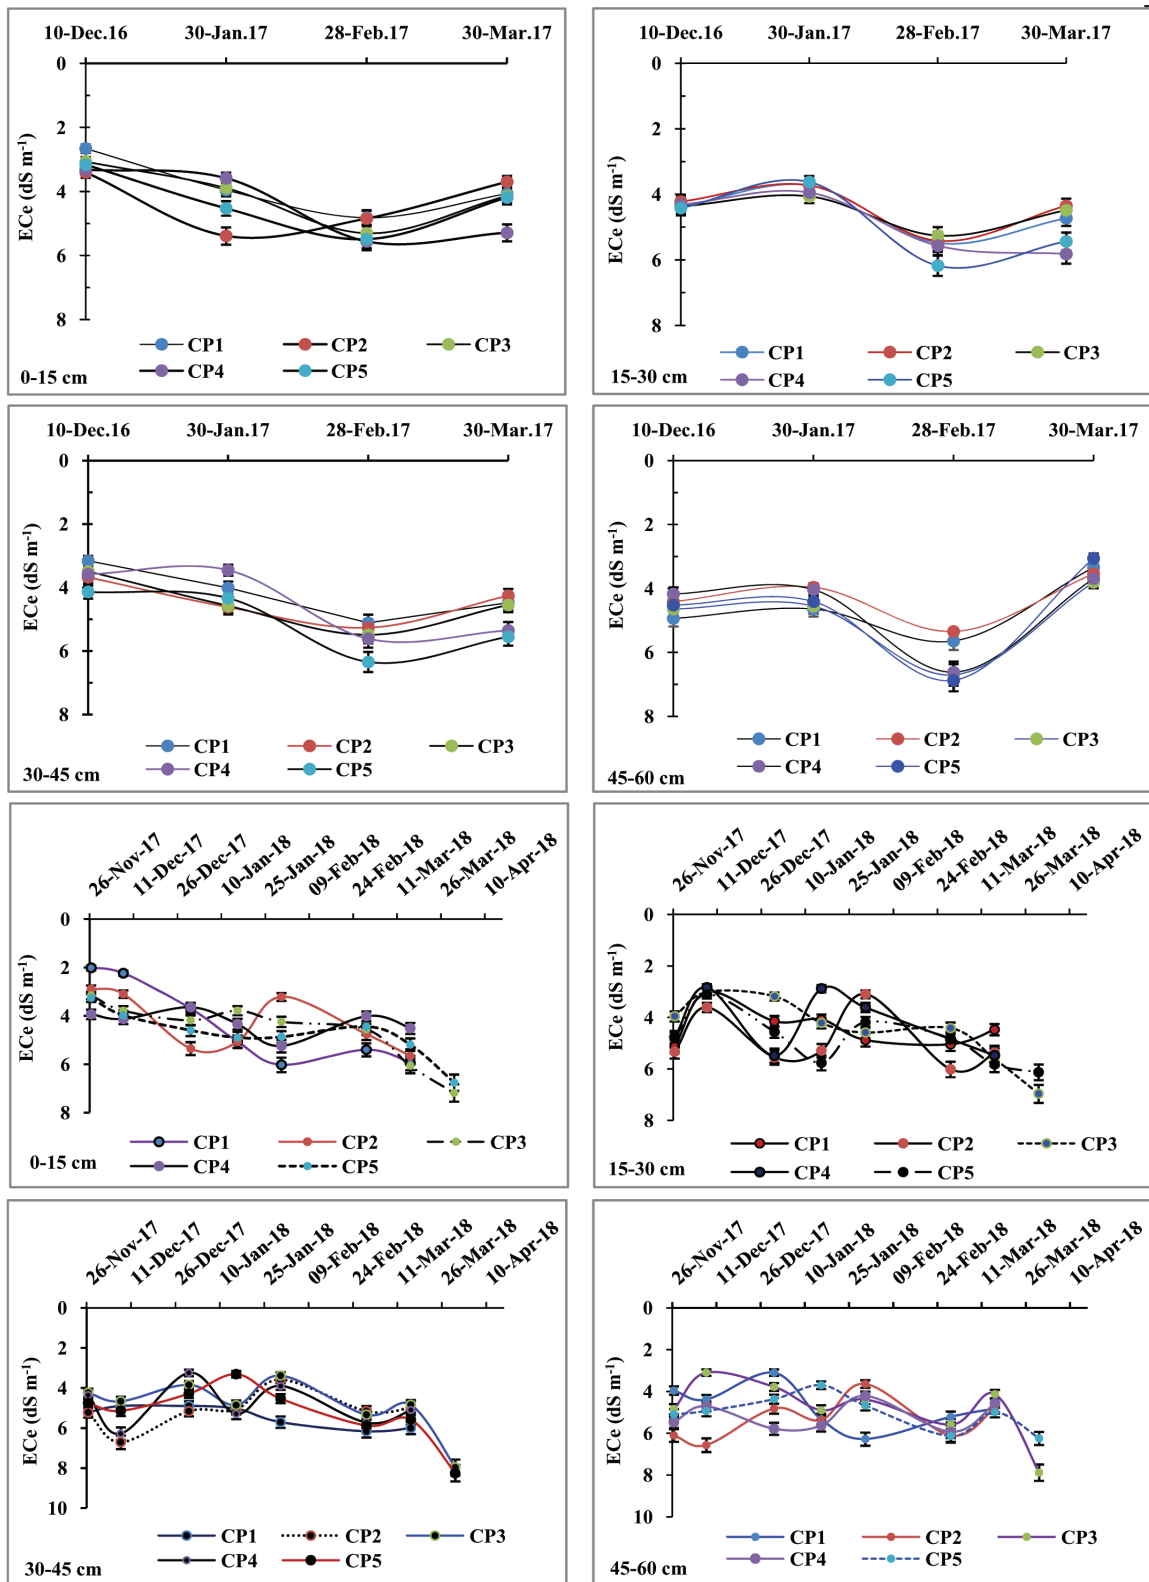 10-Dec.16 30-Jan.17 28-Feb.17 30-Mar.17
0
2
4
6
8
ECe (dS m-1)
CP1 CP2 CP3
CP4 CP5
0-15 cm
10-Dec.16 30-Jan.17 28-Feb.17 30-Mar.17
0
2
4
6
8
ECe (dS m-1)
CP1 CP2 CP3
CP4 CP5
15-30 cm
10-Dec.16 30-Jan.17 28-Feb.17 30-Mar.17
0
2
4
6
8
ECe (dS m-1)
CP1 CP2 CP3
CP4 CP5
30-45 cm
10-Dec.16 30-Jan.17 28-Feb.17 30-Mar.17
0
2
4
6
8
ECe (dS m-1)
CP1 CP2 CP3
CP4 CP5
45-60 cm
26-Nov-17 11-Dec-17 26-Dec-17 10-Jan-18 25-Jan-18 09-Feb-18 24-Feb-18 11-Mar-18 26-Mar-18 10-Apr-18
0
2
4
6
8
ECe (dS m-1)
CP1 CP2 CP3
CP4 CP5
0-15 cm
26-Nov-17 11-Dec-17 26-Dec-17 10-Jan-18 25-Jan-18 09-Feb-18 24-Feb-18 11-Mar-18 26-Mar-18 10-Apr-18
0
2
4
6
8
ECe (dS m-1)
CP1 CP2 CP3
CP4 CP5
15-30 cm
26-Nov-17 11-Dec-17 26-Dec-17 10-Jan-18 25-Jan-18 09-Feb-18 24-Feb-18 11-Mar-18 26-Mar-18 10-Apr-18
0
2
4
6
8
10
ECe (dS m-1)
CP1 CP2 CP3
CP4 CP5
30-45 cm
26-Nov-17 11-Dec-17 26-Dec-17 10-Jan-18 25-Jan-18 09-Feb-18 24-Feb-18 11-Mar-18 26-Mar-18 10-Apr-18
0
2
4
6
8
10
ECe (dS m-1)
CP1 CP2 CP3
CP4 CP5
45-60 cm